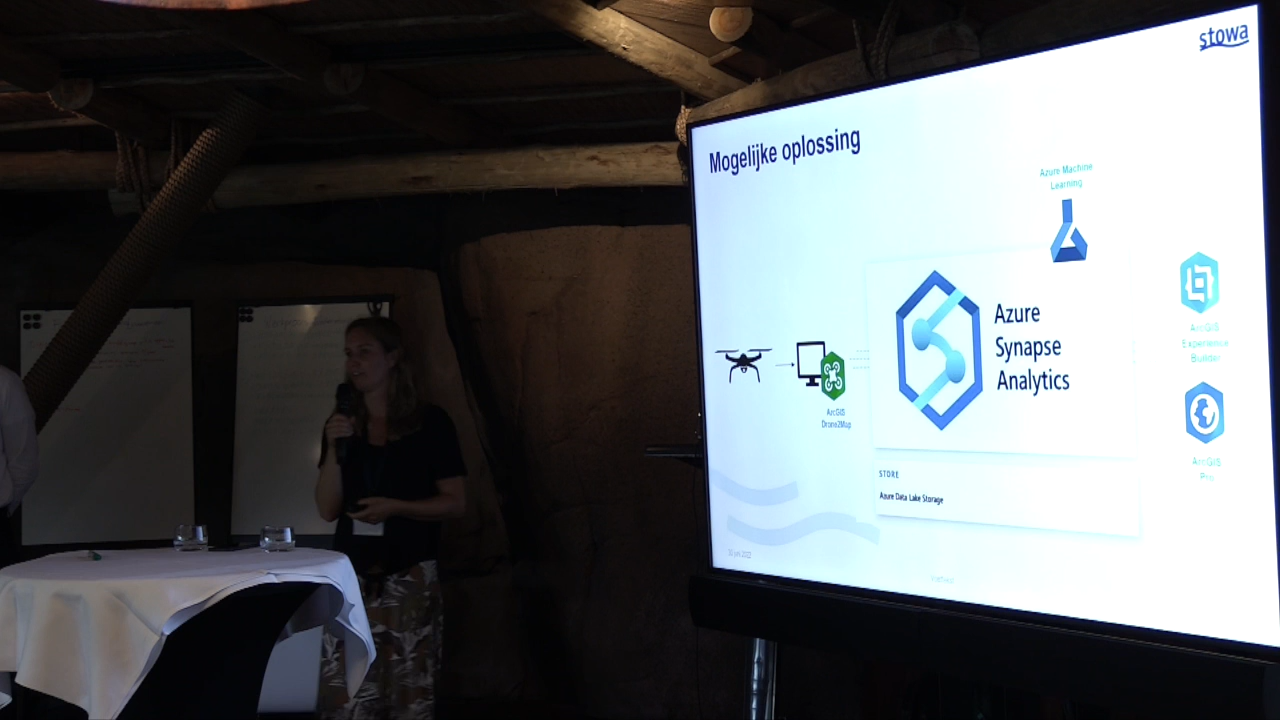 stowa
Mogelijke oplossing
Azure Machine
Learning
Azure
Synapse
Analytics
ArcGIS
Experience
Builder
ArcGIS
Drone2Map
ArcGIS
Pro
STORE
Azure Data Lake Storage